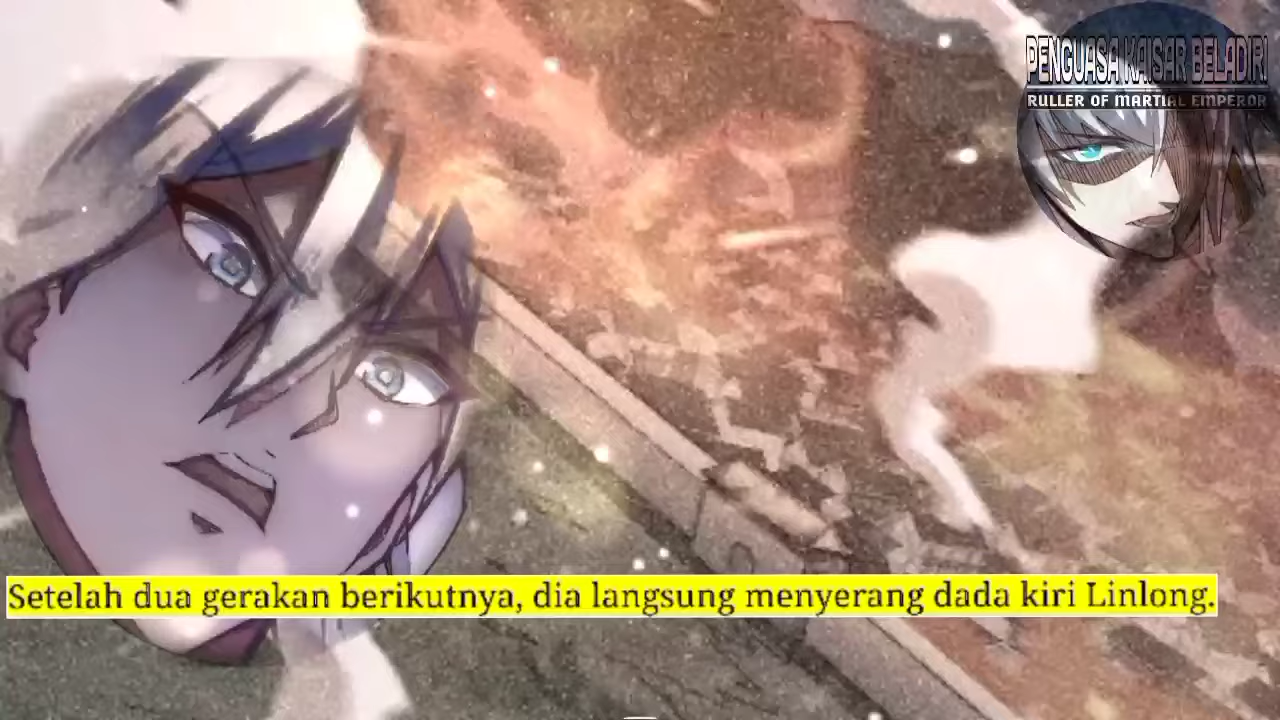 PENGUASA KAISAR BELADIRI
RULLER OF MARTIAL EMPEROR
Setelah dua gerakan berikutnya, dia langsung menyerang dada kiri Linlong.